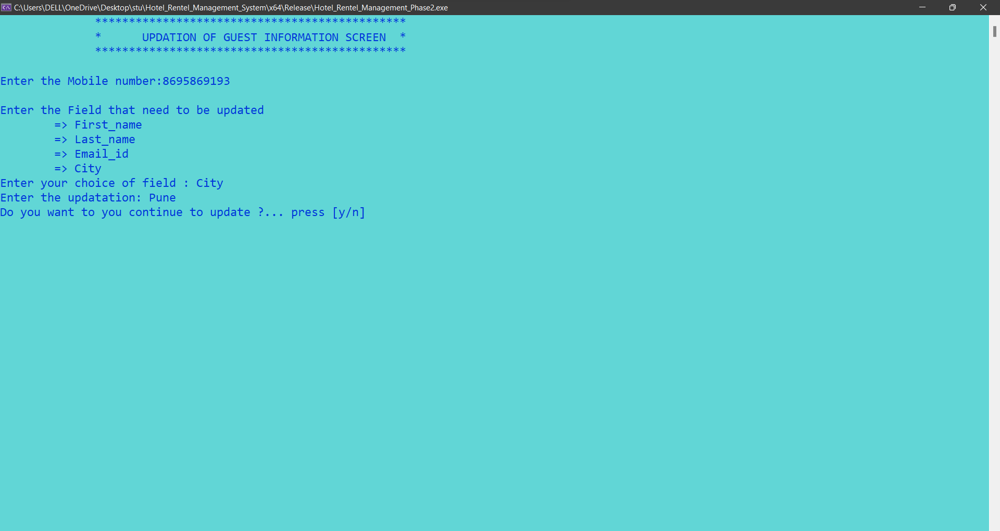 C:\Users\DELL\OneDrive\Desktop\stu\Hotel_Rentel_Management_System\x64\Release\Hotel_Rentel_Management_Phase2.exe
**********************************************
* UPDATION OF GUEST INFORMATION SCREEN *
**********************************************
Enter the Mobile number:8695869193
Enter the Field that need to be updated
=> First_name
=> Last_name
=> Email_id
=> City
Enter your choice of field : City
Enter the updatation: Pune
Do you want to you continue to update ?... press [y/n]